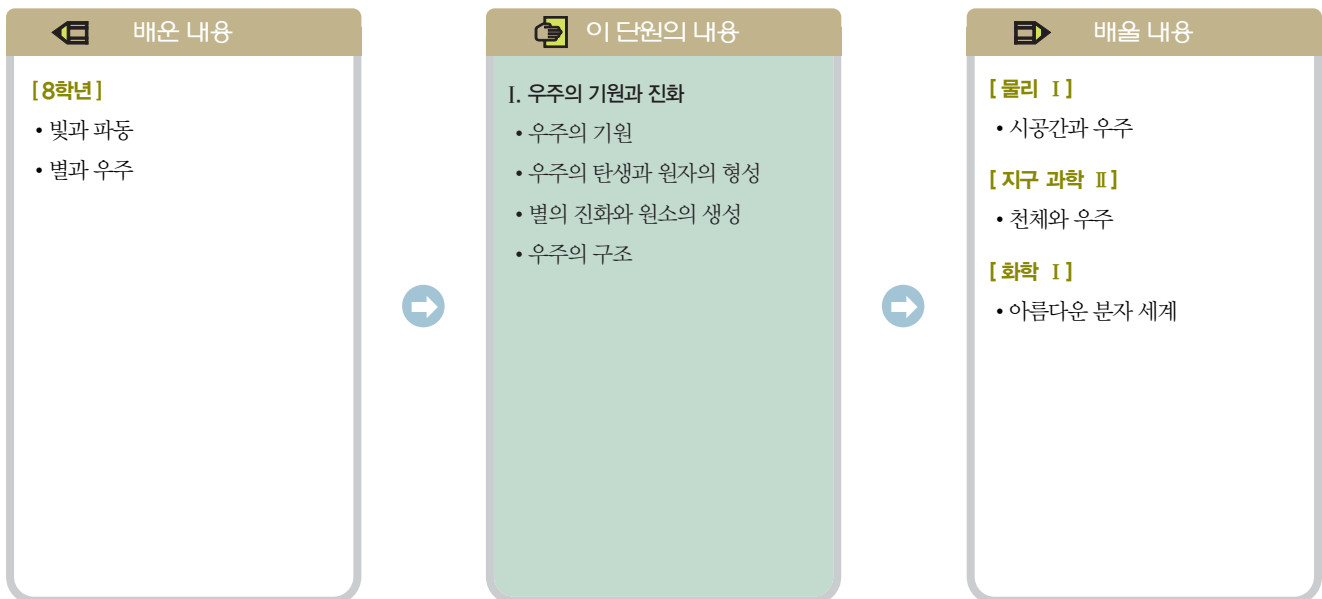 배운 내용
[8학년]
• 빛과 파동
• 별과 우주
이 단원의 내용
I. 우주의 기원과 진화
• 우주의 기원
• 우주의 탄생과 원자의 형성
• 별의 진화와 원소의 생성
• 우주의 구조
배울 내용
[물리 I]
• 시공간과 우주
[지구 과학 Ⅱ]
• 천체와 우주
[화학 I]
• 아름다운 분자 세계